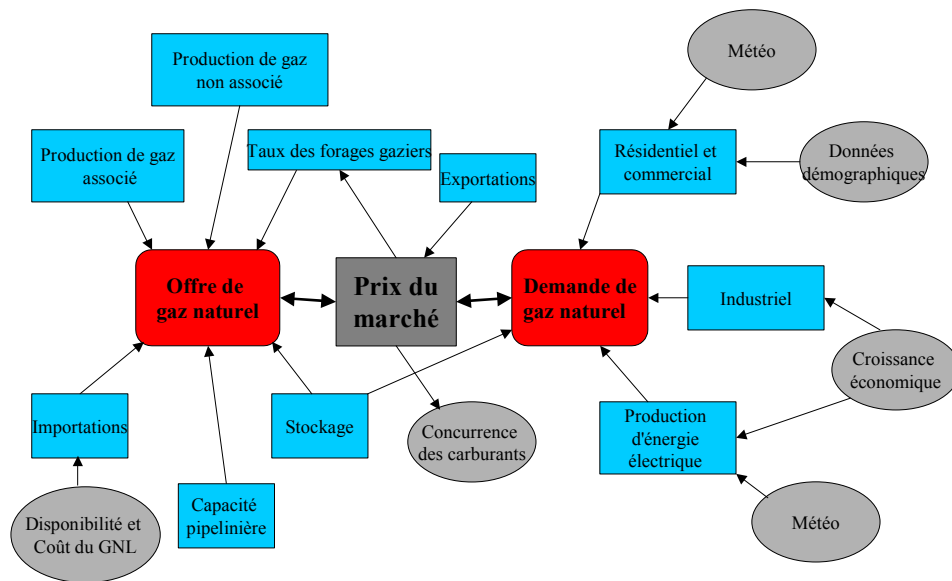 Production de gaz
non associé
Météo
Production de gaz
associé
Taux des forages gaziers
Résidentiel et
commercial
Données
démographiques
Exportations
Offre de
gaz naturel
Prix du
marché
Demande de
gaz naturel
Industriel
Croissance
économique
Importations
Stockage
Concurrence
des carburants
Production
d'énergie
électrique
Disponibilité et
Coût du GNL
Capacité
pipelinière
Météo